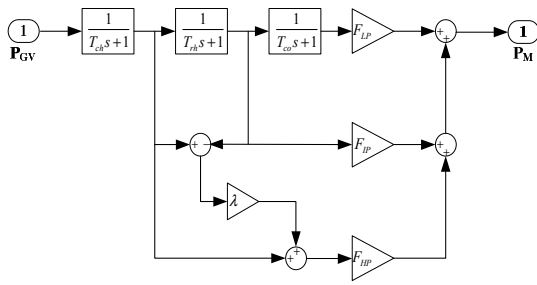 1
P_GV
1
T_ch s+1
1
T_rh s+1
1
T_co s+1
F_LP
+
+
1
P_M
+
−
F_IP
+
+
λ
+
+
F_HP